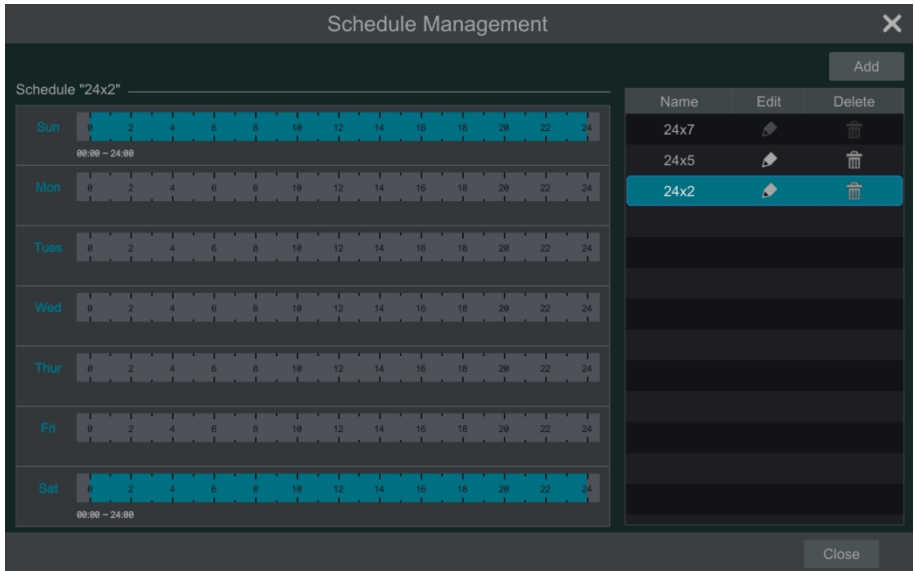 Schedule Management
Add
Schedule "24x2"
Sun 0 2 4 6 8 10 12 14 16 18 20 22 24
00:00 ~ 24:00
Mon 0 2 4 6 8 10 12 14 16 18 20 22 24
Tues 0 2 4 6 8 10 12 14 16 18 20 22 24
Wed 0 2 4 6 8 10 12 14 16 18 20 22 24
Thur 0 2 4 6 8 10 12 14 16 18 20 22 24
Fri 0 2 4 6 8 10 12 14 16 18 20 22 24
Sat 0 2 4 6 8 10 12 14 16 18 20 22 24
00:00 ~ 24:00
Name Edit Delete
24x7
24x5
24x2
Close